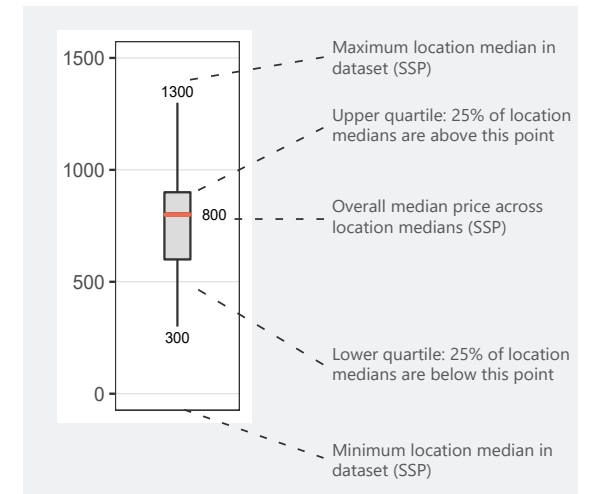 Maximum location median in
dataset (SSP)
1500
1300
Upper quartile: 25% of location
medians are above this point
1000
Overall median price across
location medians (SSP)
800
500
300
Lower quartile: 25% of location
medians are below this point
0
Minimum location median in
dataset (SSP)